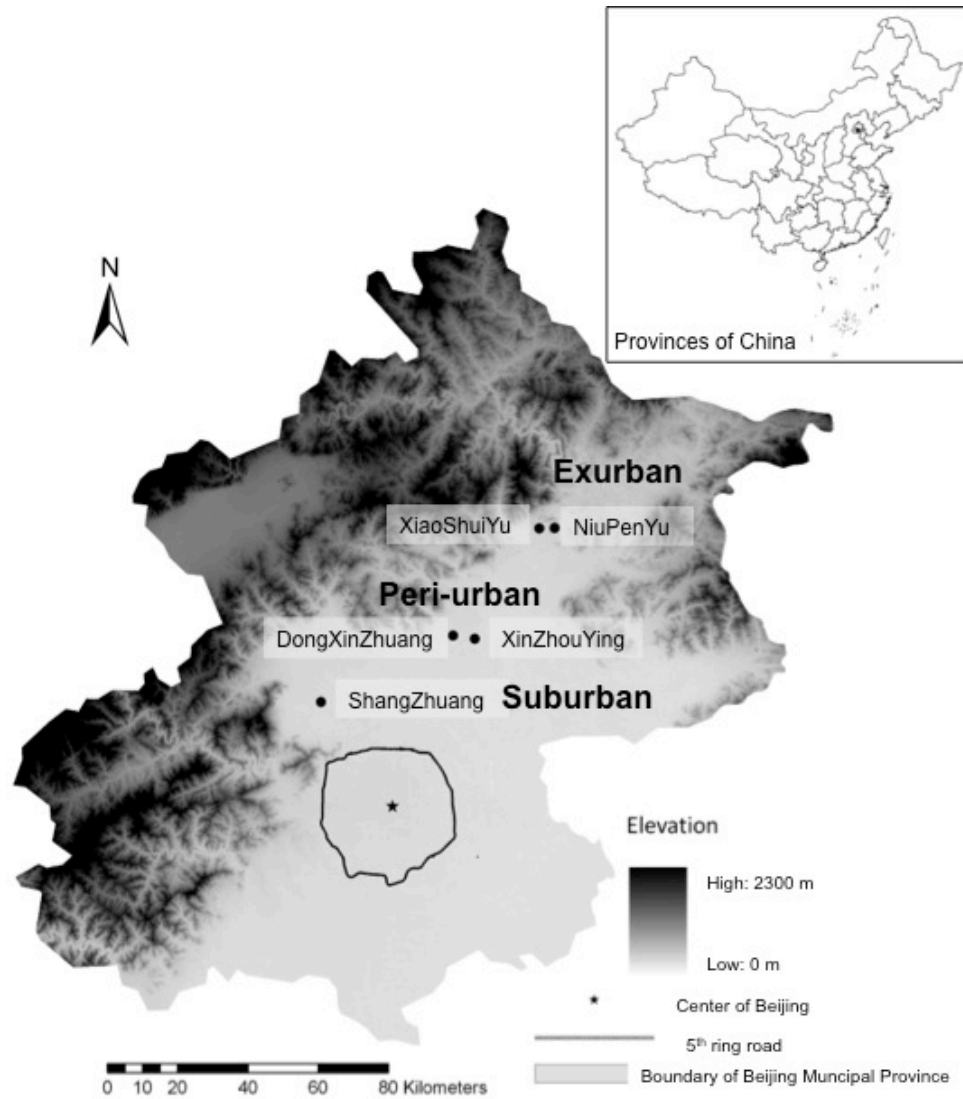 Provinces of China
N
Exurban
XiaoShuiYu
NiuPenYu
Peri-urban
DongXinZhuang
XinZhouYing
ShangZhuang
Suburban
Elevation
High: 2300 m
Low: 0 m
Center of Beijing
5th ring road
Boundary of Beijing Muncipal Province
0 10 20 40 60 80 Kilometers